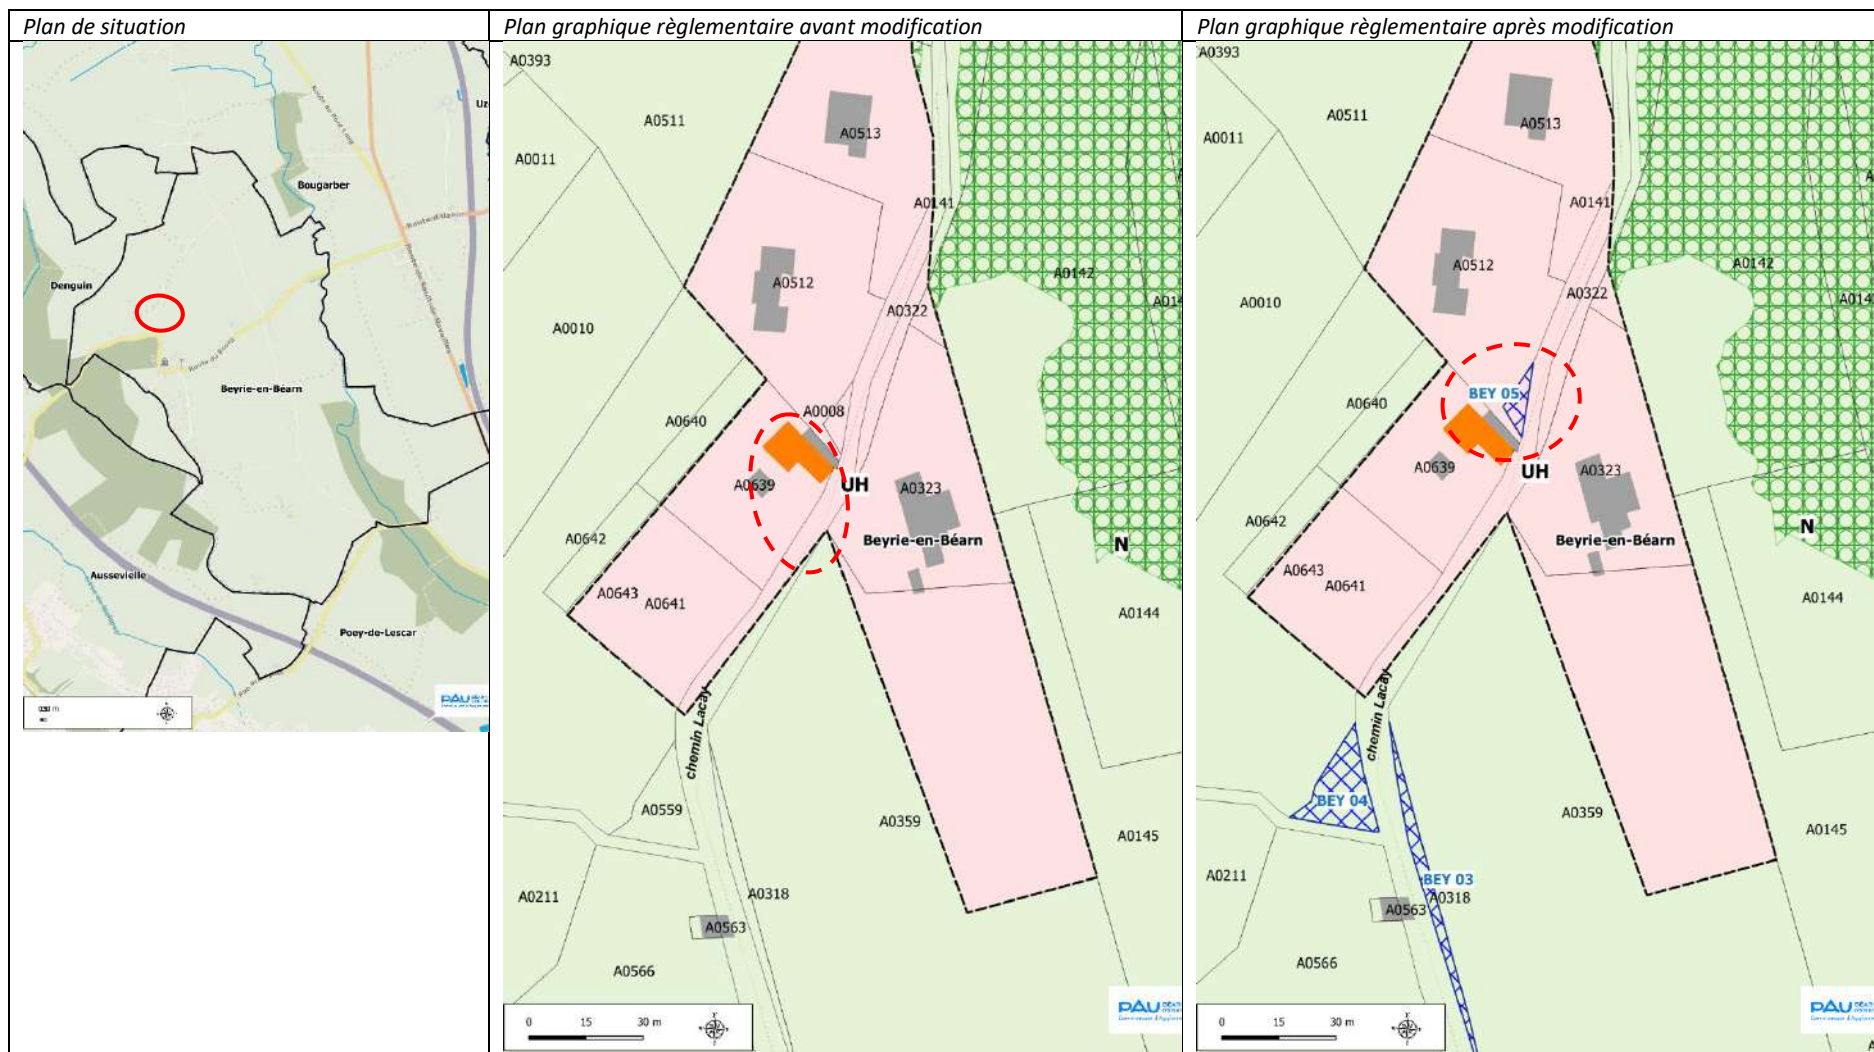 Plan de situation
Plan graphique règlementaire avant modification
Plan graphique règlementaire après modification
Bougarber
Denguin
Beyrie-en-Béarn
Aussevielle
Poey-de-Lescar
PAU
A0393
A0511
A0513
A0011
A0141
A0512
A0142
A0322
A0010
A0008
A0640
A0639
UH
A0323
Beyrie-en-Béarn
N
A0642
A0643
A0641
A0144
chemin Lacay
A0559
A0359
A0145
A0211
A0318
A0563
A0566
0 15 30 m
PAU
A0393
A0511
A0513
A0011
A0141
A0512
A0142
A0322
A0010
BEY 05
A0640
A0639
UH
A0323
Beyrie-en-Béarn
N
A0642
A0643
A0641
A0144
chemin Lacay
BEY 04
A0359
A0145
A0211
BEY 03
A0318
A0563
A0566
0 15 30 m
PAU